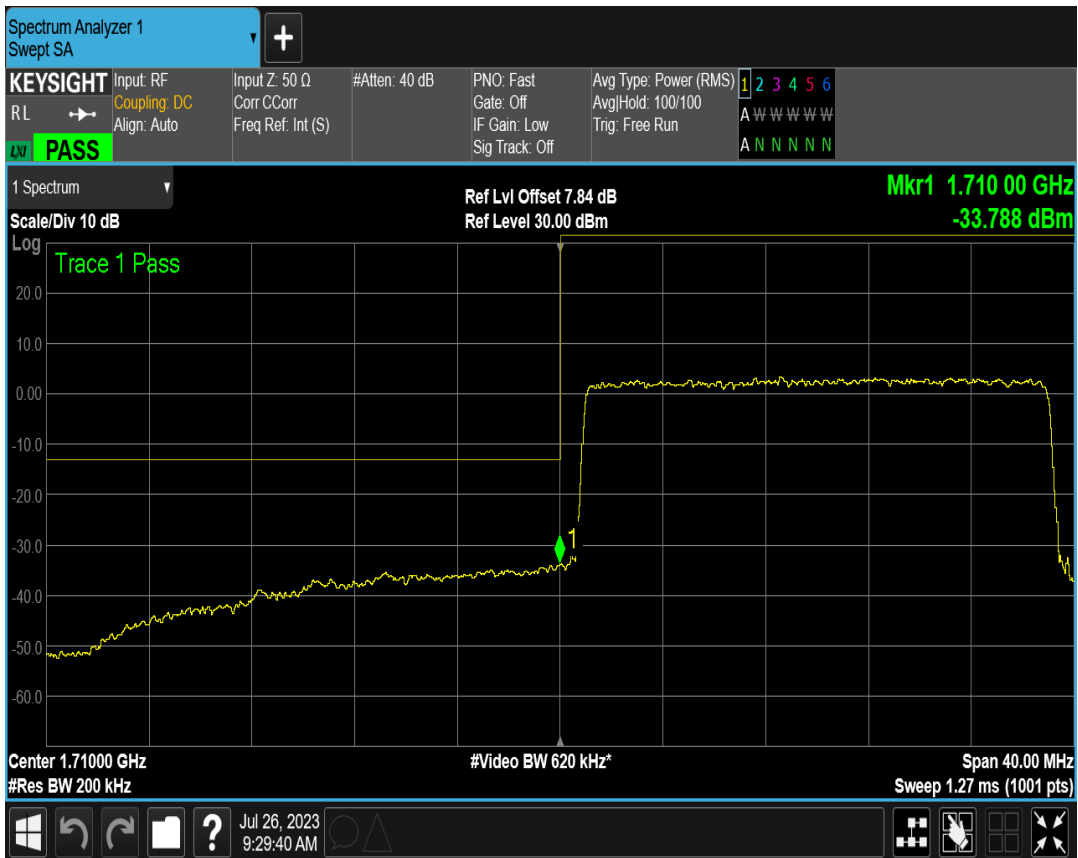 Spectrum Analyzer 1
Swept SA
▼
+
KEYSIGHT
RL
LXI PASS
Input: RF
Coupling: DC
Align: Auto
Input Z: 50 Ω
Corr CCorr
Freq Ref: Int (S)
#Atten: 40 dB
PNO: Fast
Gate: Off
IF Gain: Low
Sig Track: Off
Avg Type: Power (RMS)
Avg|Hold: 100/100
Trig: Free Run
1 2 3 4 5 6
A W W W W W
A N N N N N
1 Spectrum ▼
Scale/Div 10 dB
Ref Lvl Offset 7.84 dB
Ref Level 30.00 dBm
Mkr1 1.710 00 GHz
-33.788 dBm
Log
Trace 1 Pass
20.0
10.0
0.00
-10.0
-20.0
-30.0
-40.0
-50.0
-60.0
1
Center 1.71000 GHz
#Res BW 200 kHz
#Video BW 620 kHz*
Span 40.00 MHz
Sweep 1.27 ms (1001 pts)
?
Jul 26, 2023
9:29:40 AM